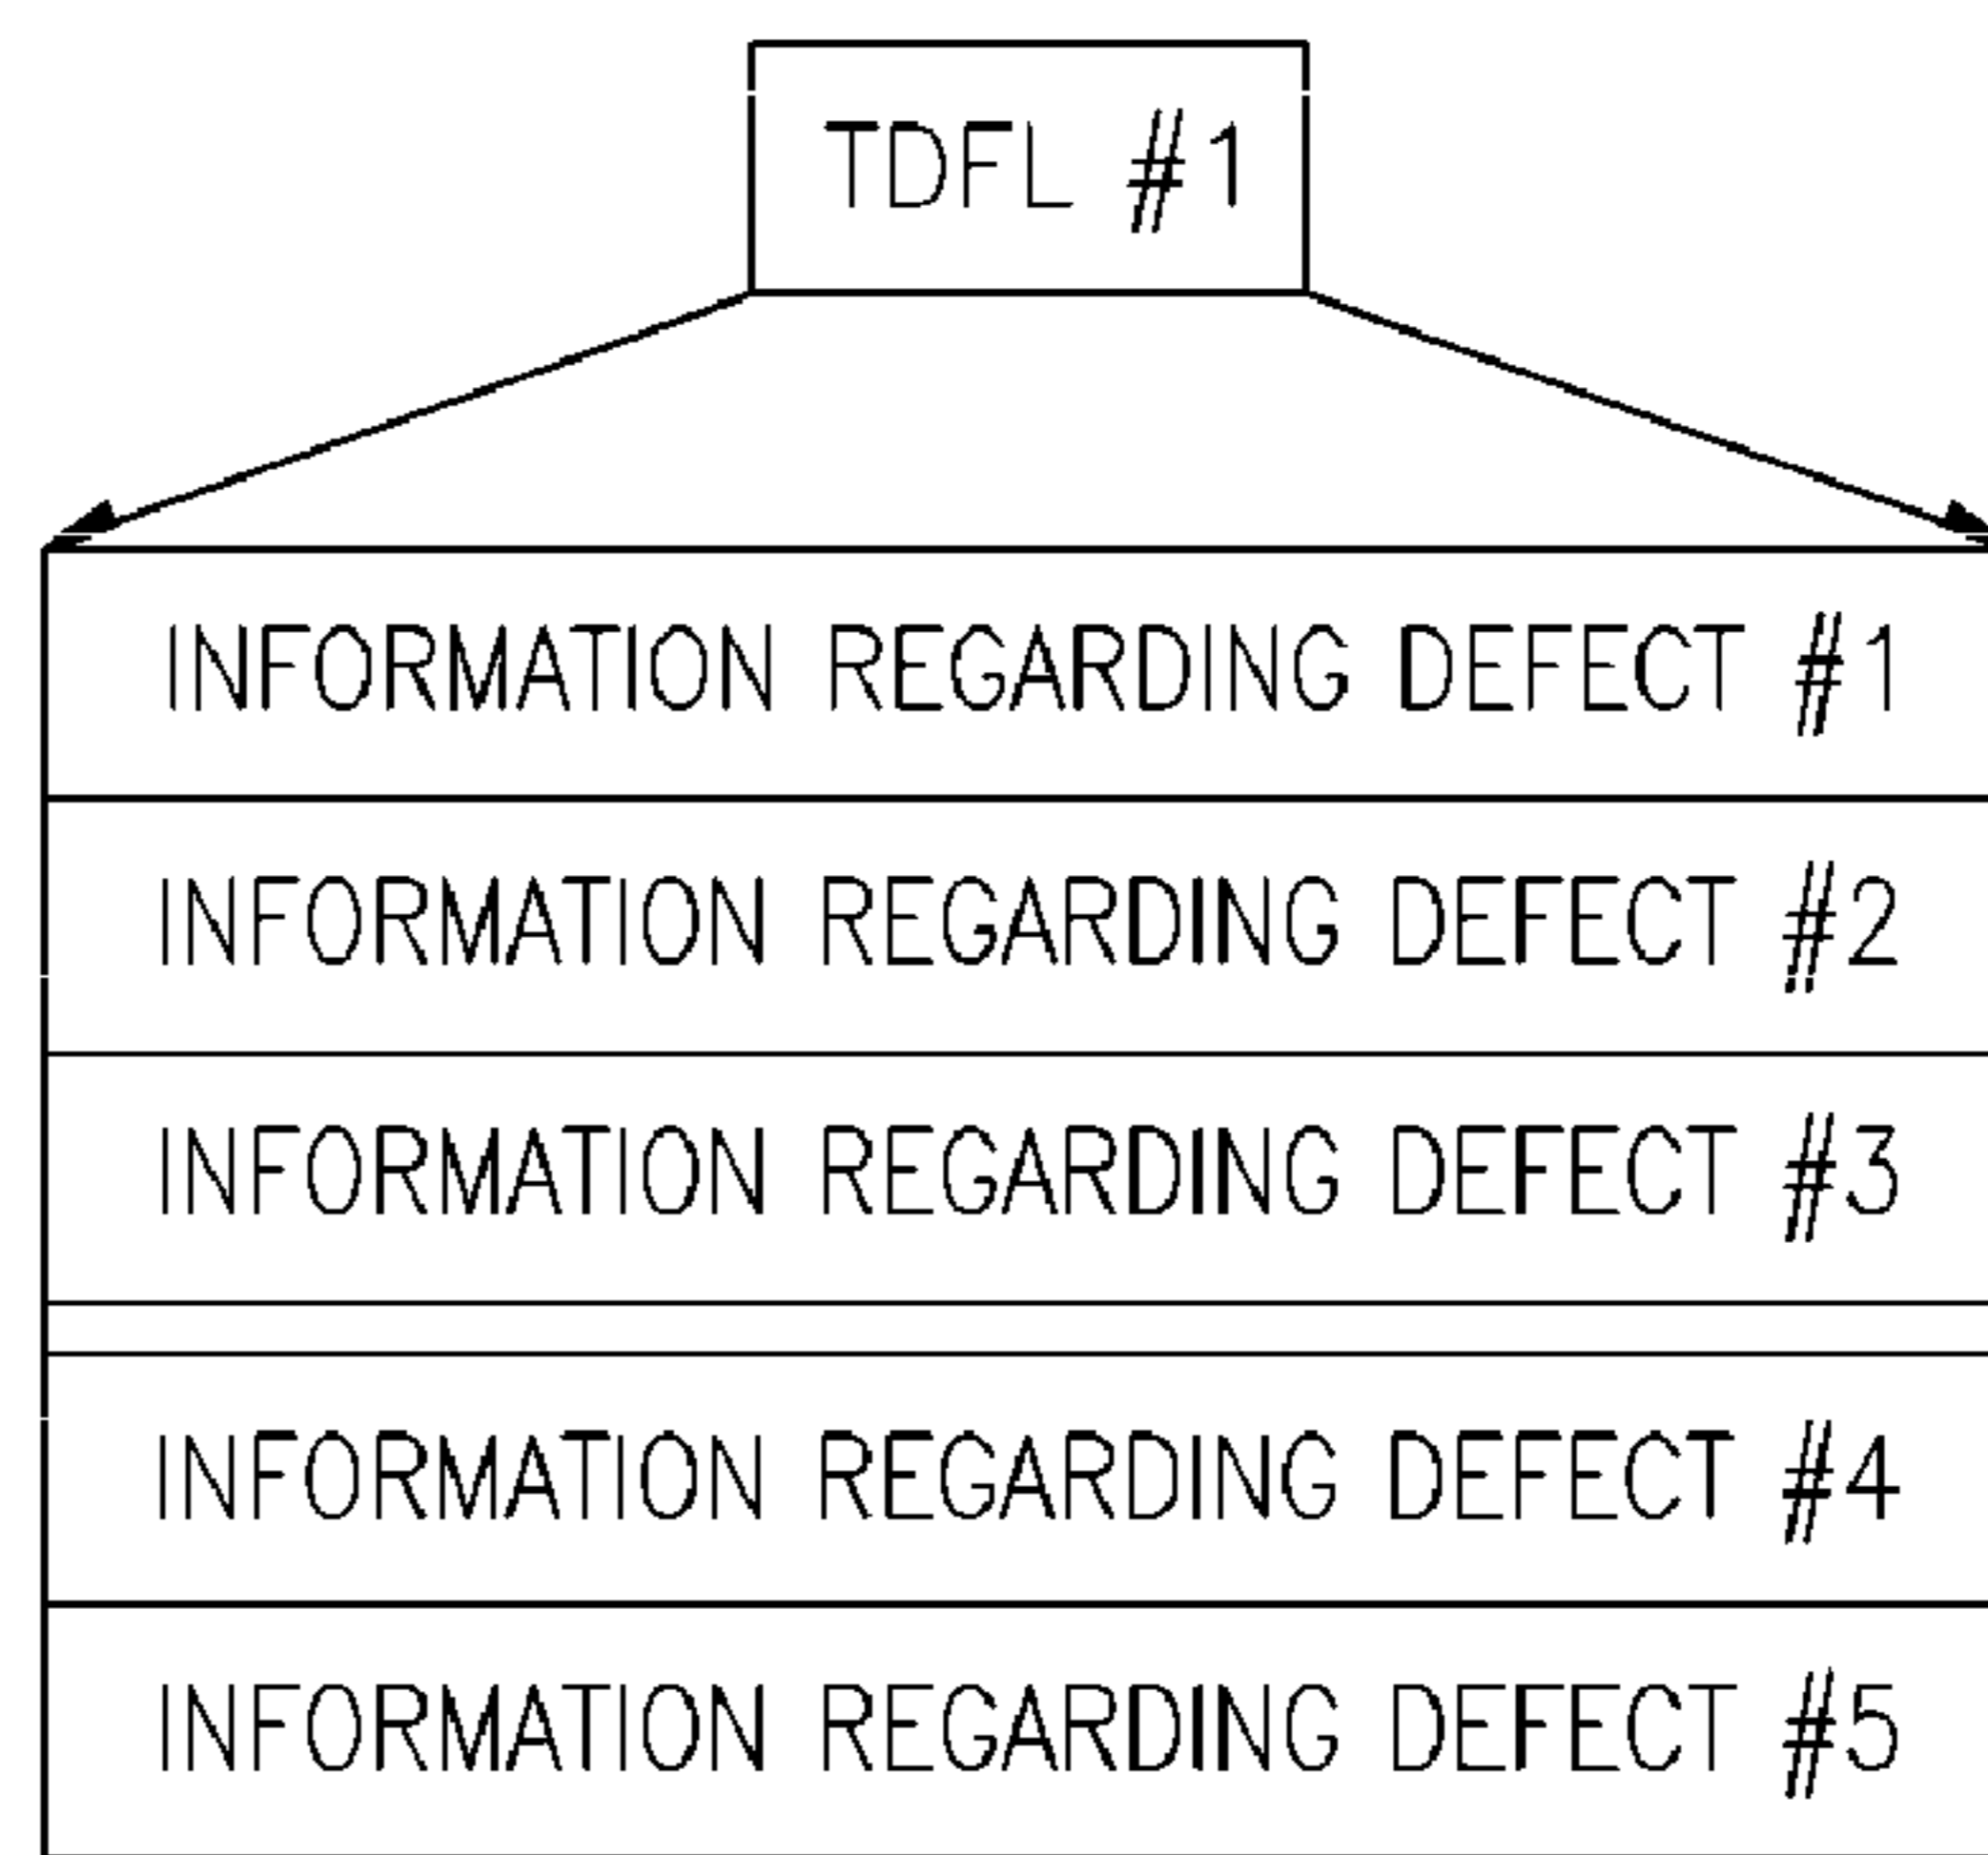 TDFL #1
INFORMATION REGARDING DEFECT #1
INFORMATION REGARDING DEFECT #2
INFORMATION REGARDING DEFECT #3
INFORMATION REGARDING DEFECT #4
INFORMATION REGARDING DEFECT #5